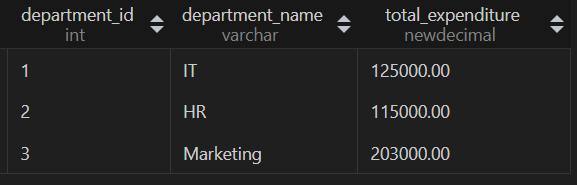 department_id department_name total_expenditure
int varchar newdecimal
1 IT 125000.00
2 HR 115000.00
3 Marketing 203000.00